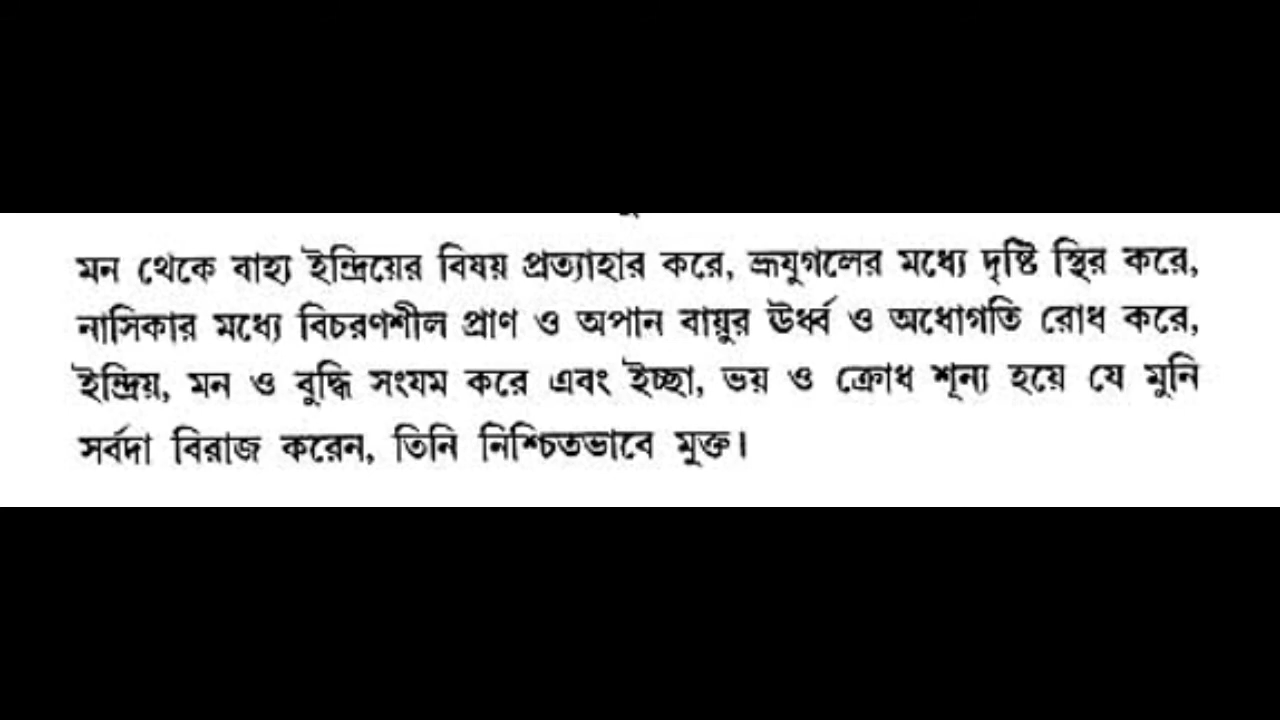 মন থেকে বাহ্য ইন্দ্রিয়ের বিষয় প্রত্যাহার করে, ভ্রূযুগলের মধ্যে দৃষ্টি স্থির করে,
নাসিকার মধ্যে বিচরণশীল প্রাণ ও অপান বায়ুর ঊর্ধ্ব ও অধোগতি রোধ করে,
ইন্দ্রিয়, মন ও বুদ্ধি সংযম করে এবং ইচ্ছা, ভয় ও ক্রোধ শূন্য হয়ে যে মুনি
সর্বদা বিরাজ করেন, তিনি নিশ্চিতভাবে মুক্ত।